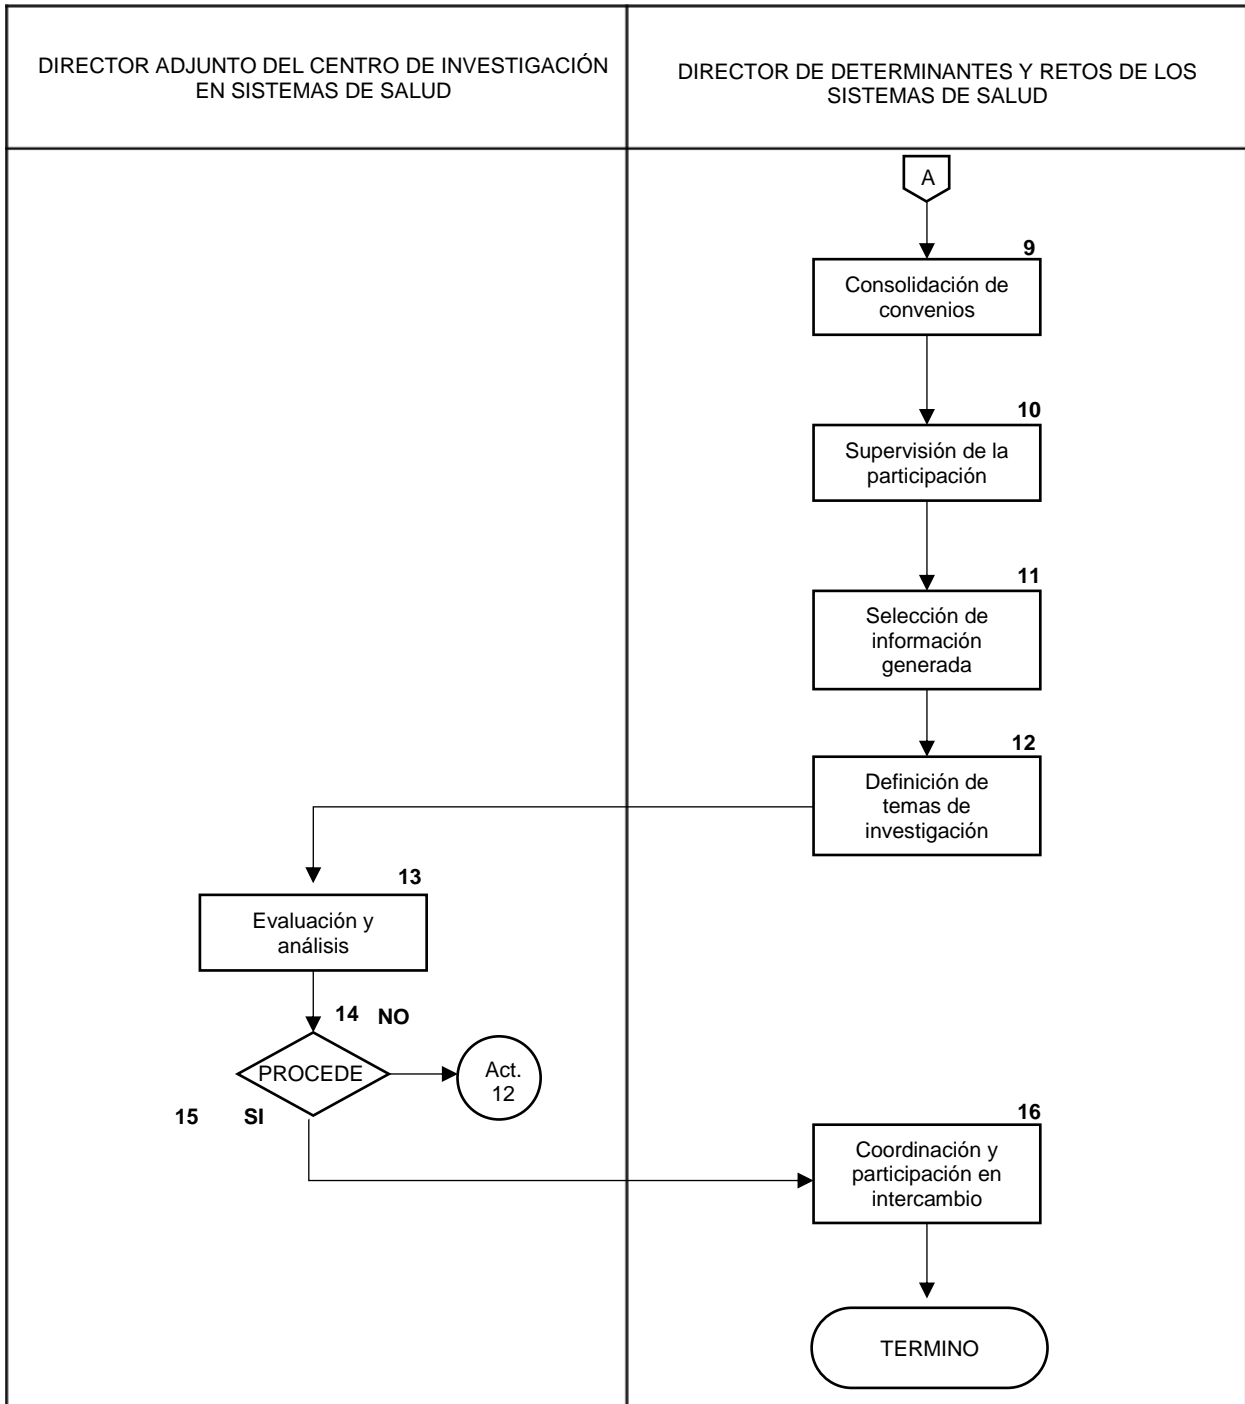 DIRECTOR ADJUNTO DEL CENTRO DE INVESTIGACIÓN
EN SISTEMAS DE SALUD
DIRECTOR DE DETERMINANTES Y RETOS DE LOS
SISTEMAS DE SALUD
A
9
Consolidación de
convenios
10
Supervisión de la
participación
11
Selección de
información
generada
12
Definición de
temas de
investigación
13
Evaluación y
análisis
14 NO
PROCEDE
Act.
12
15 SI
16
Coordinación y
participación en
intercambio
TERMINO